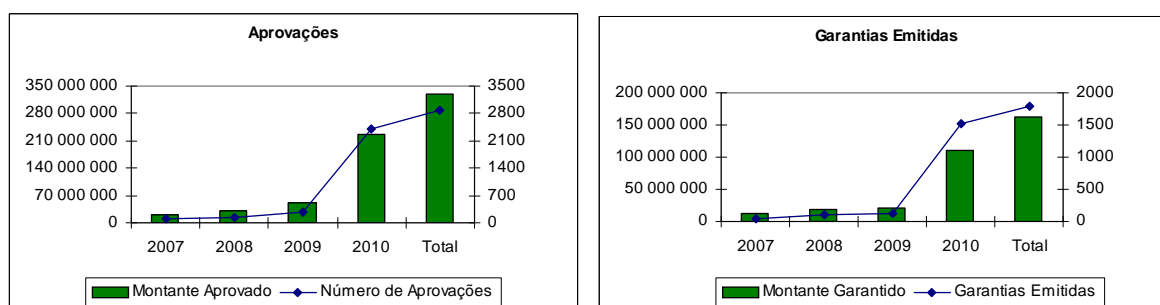 Aprovações
350 000 000
280 000 000
210 000 000
140 000 000
70 000 000
0
3500
2800
2100
1400
700
0
2007 2008 2009 2010 Total
Montante Aprovado Número de Aprovações
Garantias Emitidas
200 000 000
150 000 000
100 000 000
50 000 000
0
2000
1500
1000
500
0
2007 2008 2009 2010 Total
Montante Garantido Garantias Emitidas